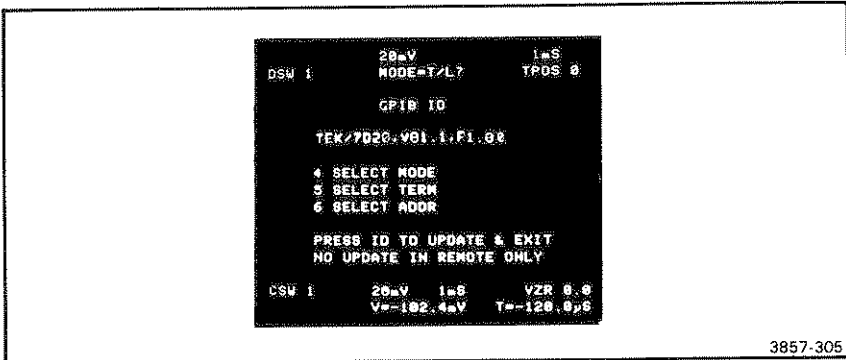 20mV 1mS
DSW 1 MODE=T/L? TPOS 0
GPIB ID
TEK/7D20,V81.1,F1.00
4 SELECT MODE
5 SELECT TERM
6 SELECT ADDR
PRESS ID TO UPDATE & EXIT
NO UPDATE IN REMOTE ONLY
CSW 1 20mV 1mS VZR 0.0
V=-102.4mV T=-120.0µS
3857-305